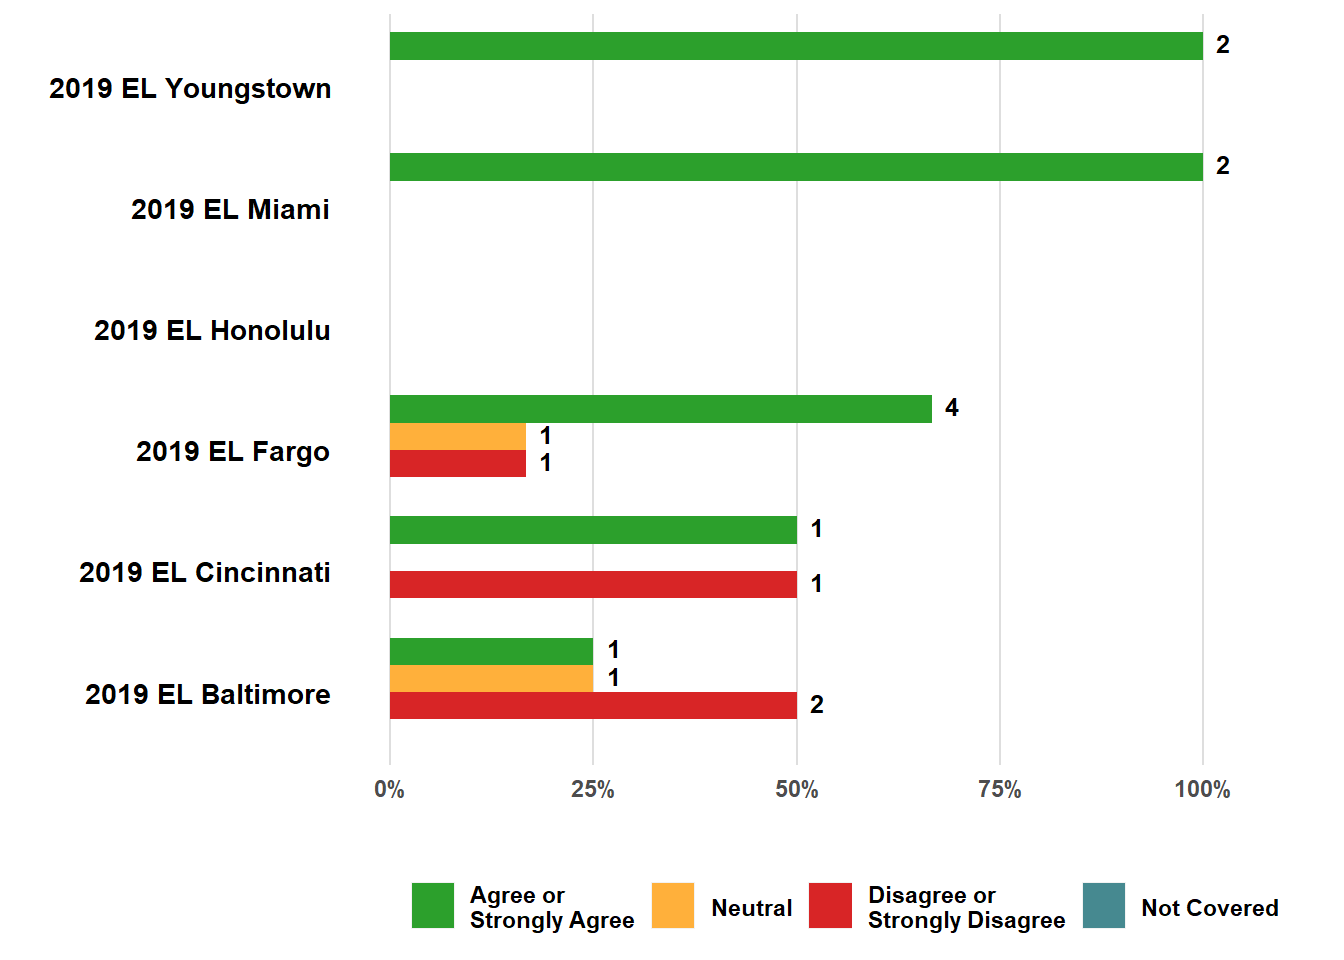 2
2019 EL Youngstown
2
2019 EL Miami
2019 EL Honolulu
4
1
2019 EL Fargo
1
1
2019 EL Cincinnati
1
1
1
2019 EL Baltimore
2
0% 25% 50% 75% 100%
Agree or
Strongly Agree
Neutral
Disagree or
Strongly Disagree
Not Covered